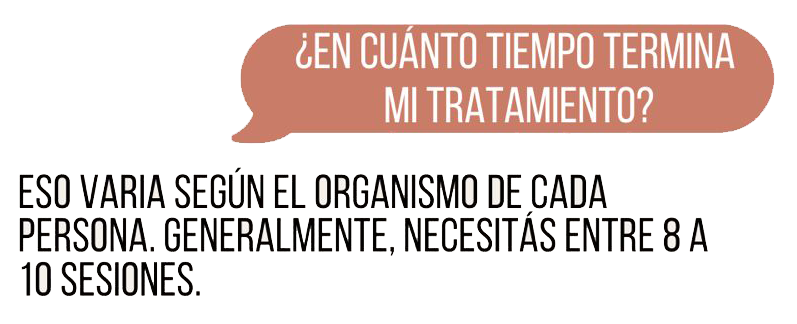 ¿EN CUÁNTO TIEMPO TERMINA
MI TRATAMIENTO?
ESO VARIA SEGÚN EL ORGANISMO DE CADA
PERSONA. GENERALMENTE, NECESITÁS ENTRE 8 A
10 SESIONES.